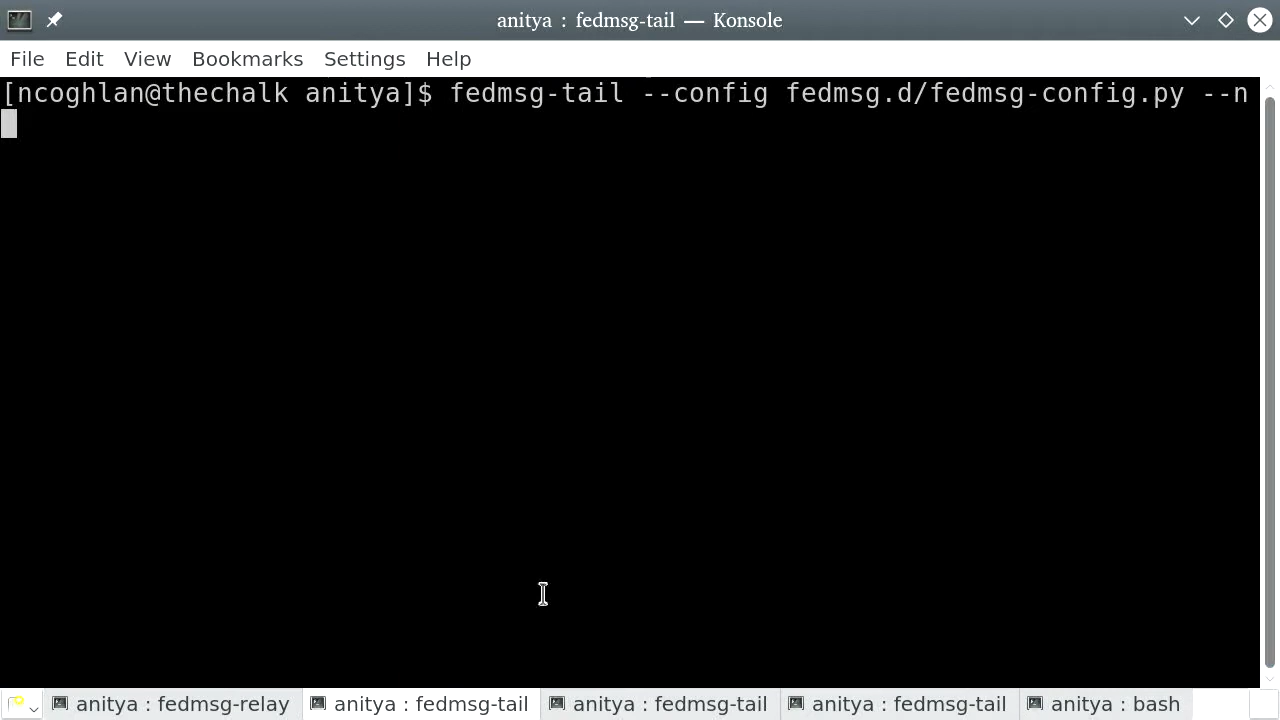 anitya : fedmsg-tail — Konsole
File Edit View Bookmarks Settings Help
[ncoghlan@thechalk anitya]$ fedmsg-tail --config fedmsg.d/fedmsg-config.py --n
anitya : fedmsg-relay anitya : fedmsg-tail anitya : fedmsg-tail anitya : fedmsg-tail anitya : bash